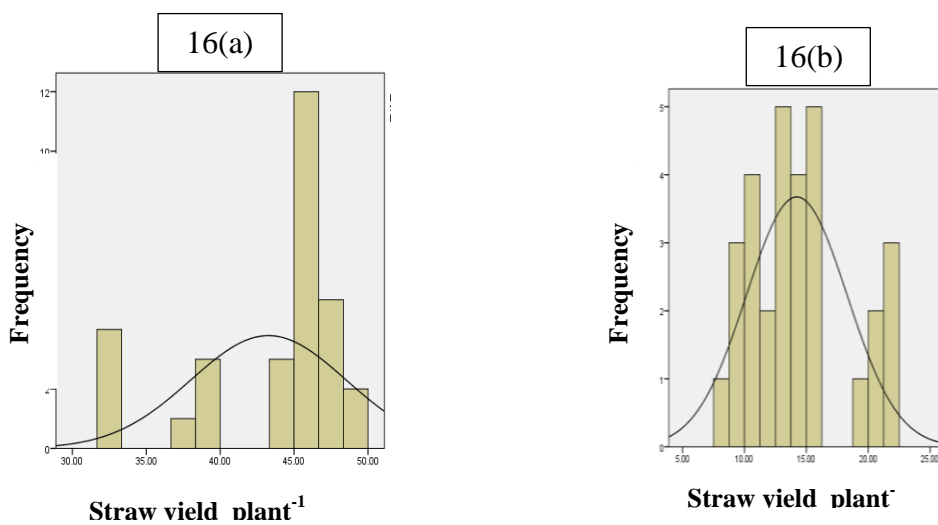 16(a)
12
10
2
0
Frequency
30.00 35.00 40.00 45.00 50.00
Straw yield plant-1
16(b)
5
4
3
2
1
0
Frequency
5.00 10.00 15.00 20.00 25.00
Straw yield plant-